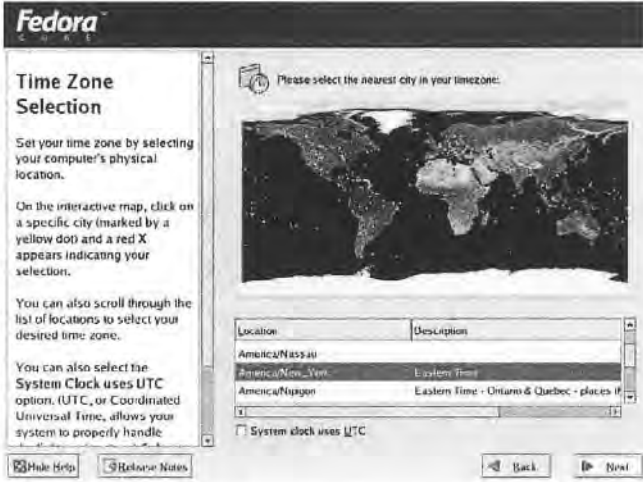 Fedora
CORE
Time Zone
Selection
Set your time zone by selecting
your computer's physical
location.
On the interactive map, click on
a specific city (marked by a
yellow dot) and a red X
appears indicating your
selection.
You can also scroll through the
list of locations to select your
desired time zone.
You can also select the
System Clock uses UTC
option. (UTC, or Coordinated
Universal Time, allows your
system to properly handle
Please select the nearest city in your timezone:
Location Description
America/Nassau
America/New_York Eastern Time
America/Nipigon Eastern Time - Ontario & Quebec - places th
System clock uses UTC
Hide Help Release Notes Back Next